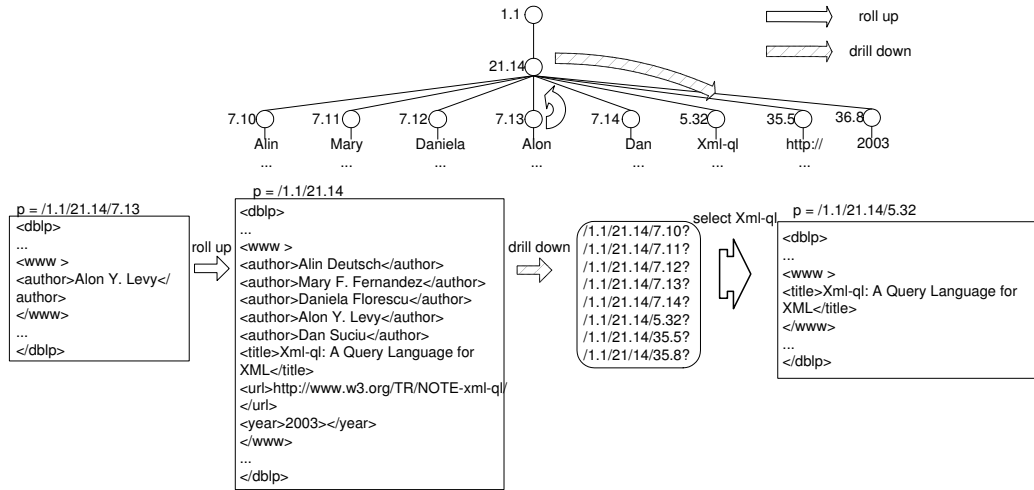 1.1
roll up
drill down
21.14
7.10
7.11
7.12
7.13
7.14
5.32
35.5
36.8
Alin
Mary
Daniela
Alon
Dan
Xml-ql
http://
2003
...
...
...
...
...
...
...
...
p = /1.1/21.14/7.13
<dblp>
...
<www >
<author>Alon Y. Levy</
author>
</www>
...
</dblp>
roll up
p = /1.1/21.14
<dblp>
...
<www >
<author>Alin Deutsch</author>
<author>Mary F. Fernandez</author>
<author>Daniela Florescu</author>
<author>Alon Y. Levy</author>
<author>Dan Suciu</author>
<title>Xml-ql: A Query Language for
XML</title>
<url>http://www.w3.org/TR/NOTE-xml-ql/
</url>
<year>2003></year>
</www>
...
</dblp>
drill down
/1.1/21.14/7.10?
/1.1/21.14/7.11?
/1.1/21.14/7.12?
/1.1/21.14/7.13?
/1.1/21.14/7.14?
/1.1/21.14/5.32?
/1.1/21.14/35.5?
/1.1/21/14/35.8?
select Xml-ql
p = /1.1/21.14/5.32
<dblp>
...
<www >
<title>Xml-ql: A Query Language for
XML</title>
</www>
...
</dblp>